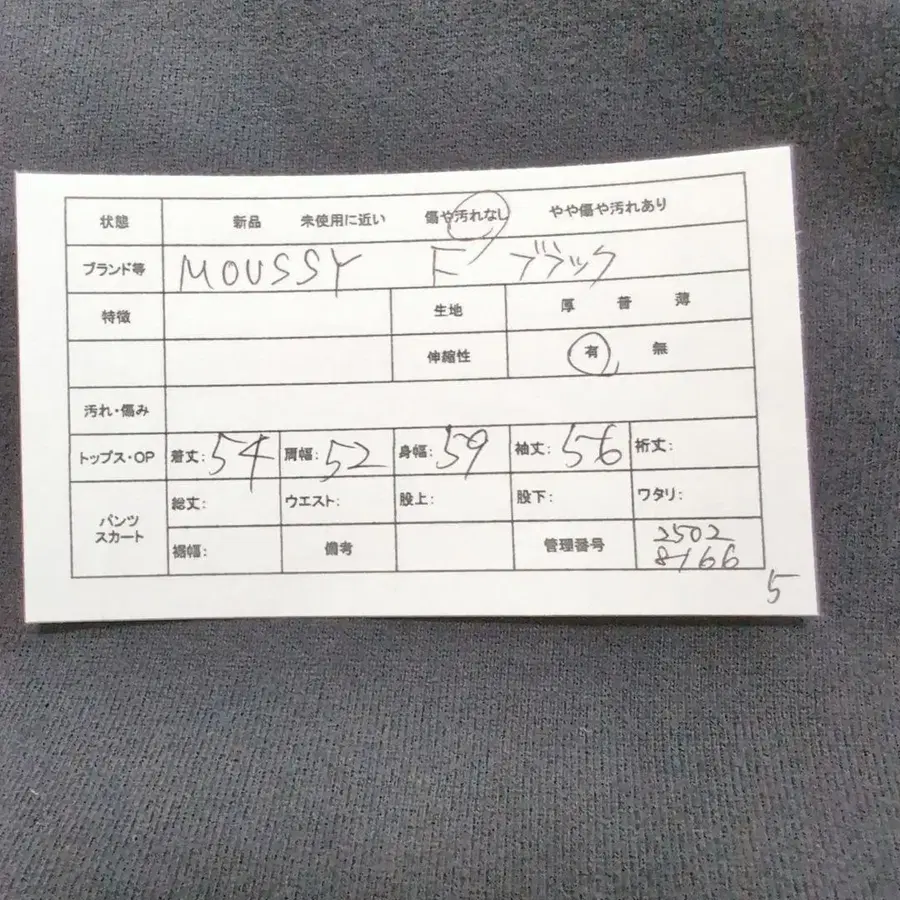 状態 新品 未使用に近い 傷や汚れなし やや傷や汚れあり
ブランド等 MOUSSY F ブラック
特徴 生地 厚 普 薄
伸縮性 有 無
汚れ・傷み
トップス・OP 着丈: 54 肩幅: 52 身幅: 59 袖丈: 56 裄丈:
パンツ スカート 総丈: ウエスト: 股上: 股下: ワタリ:
裾幅: 備考 管理番号 2502
8166
5